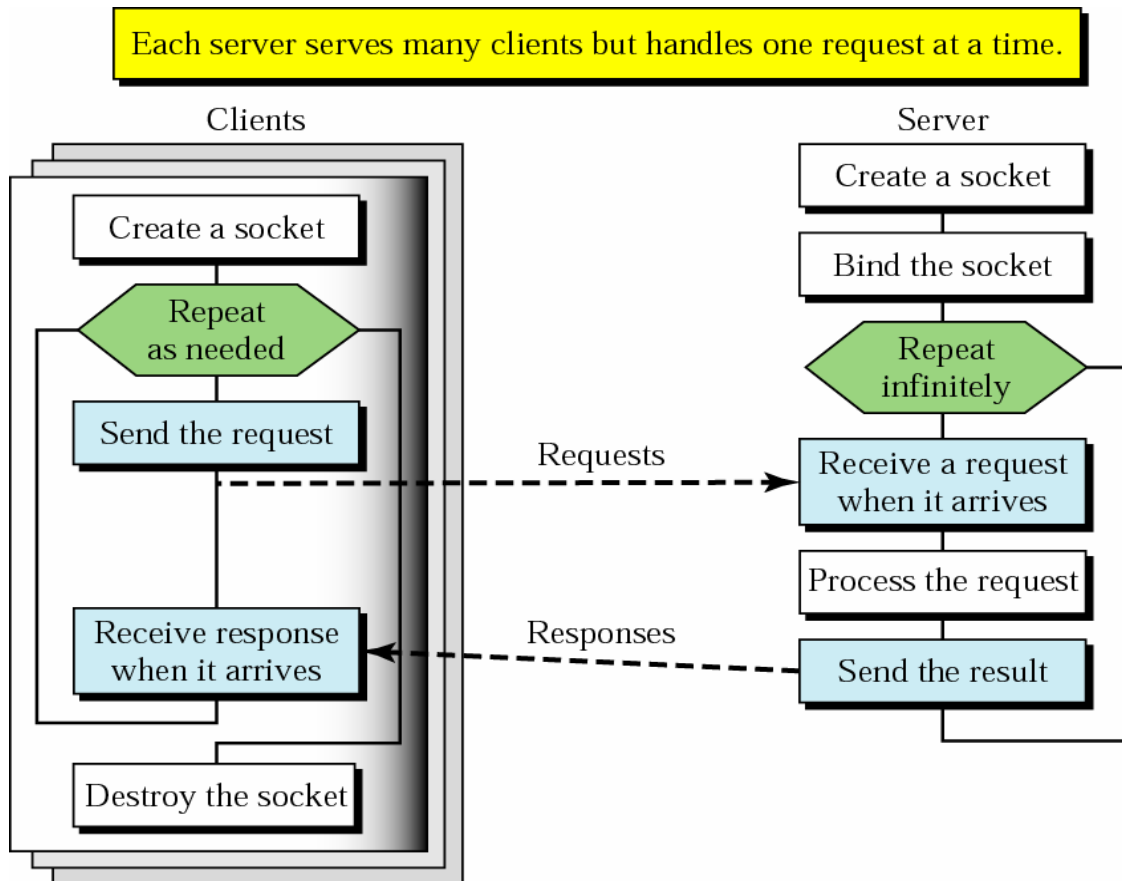 Each server serves many clients but handles one request at a time.
Clients
Create a socket
Repeat
as needed
Send the request
Receive response
when it arrives
Destroy the socket
Requests
Responses
Server
Create a socket
Bind the socket
Repeat
infinitely
Receive a request
when it arrives
Process the request
Send the result